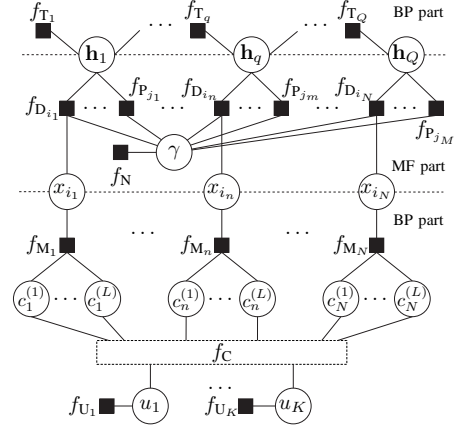 f_{T_1} ··· f_{T_q} ··· f_{T_Q} BP part
h_1 h_q h_Q
f_{D_{i_1}} ··· f_{P_{j_1}} ··· f_{D_{i_n}} ··· f_{P_{j_m}} ··· f_{D_{i_N}} ··· f_{P_{j_M}}
γ
f_N
MF part
x_{i_1} x_{i_n} x_{i_N}
BP part
f_{M_1} ··· f_{M_n} ··· f_{M_N}
c_1^{(1)} ··· c_1^{(L)} c_n^{(1)} ··· c_n^{(L)} c_N^{(1)} ··· c_N^{(L)}
f_C
f_{U_1} u_1 ··· f_{U_K} u_K